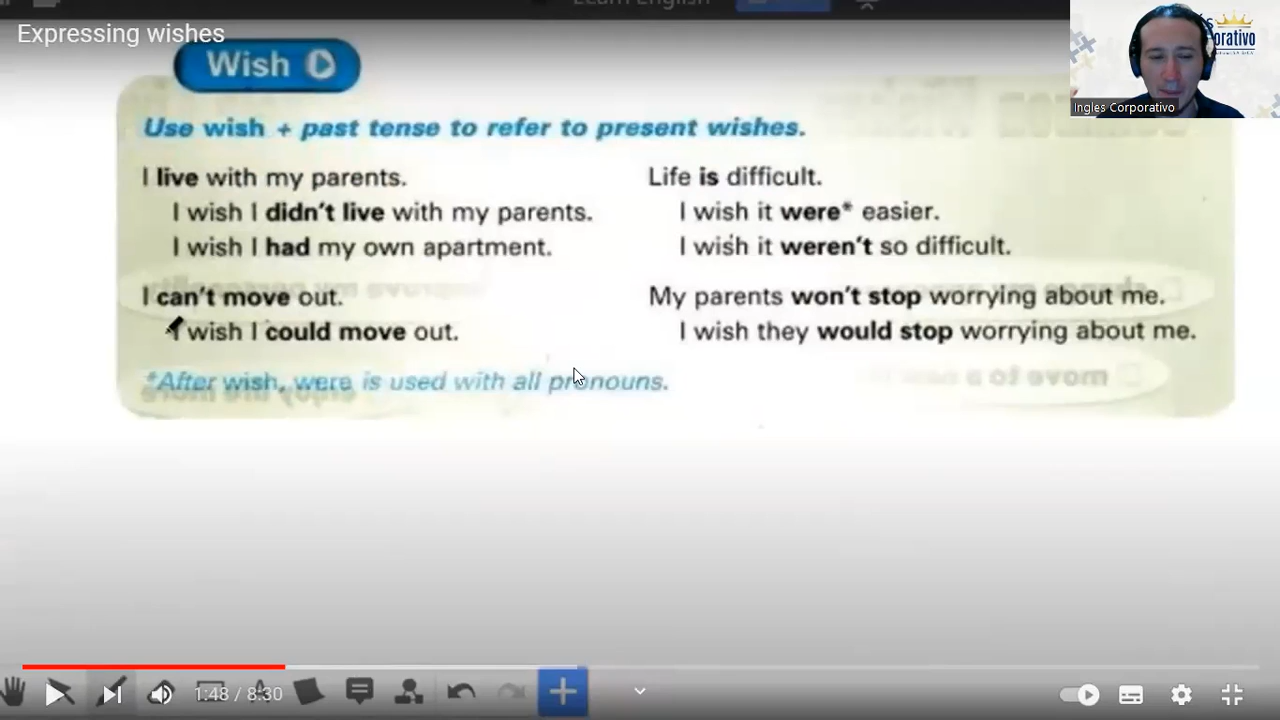 Expressing wishes
Learn English
Wish
Use wish + past tense to refer to present wishes.
I live with my parents.
I wish I didn't live with my parents.
I wish I had my own apartment.
I can't move out.
I wish I could move out.
Life is difficult.
I wish it were* easier.
I wish it weren't so difficult.
My parents won't stop worrying about me.
I wish they would stop worrying about me.
*After wish, were is used with all pronouns.
orativo
Ingles Corporativo
1:48 / 8:30